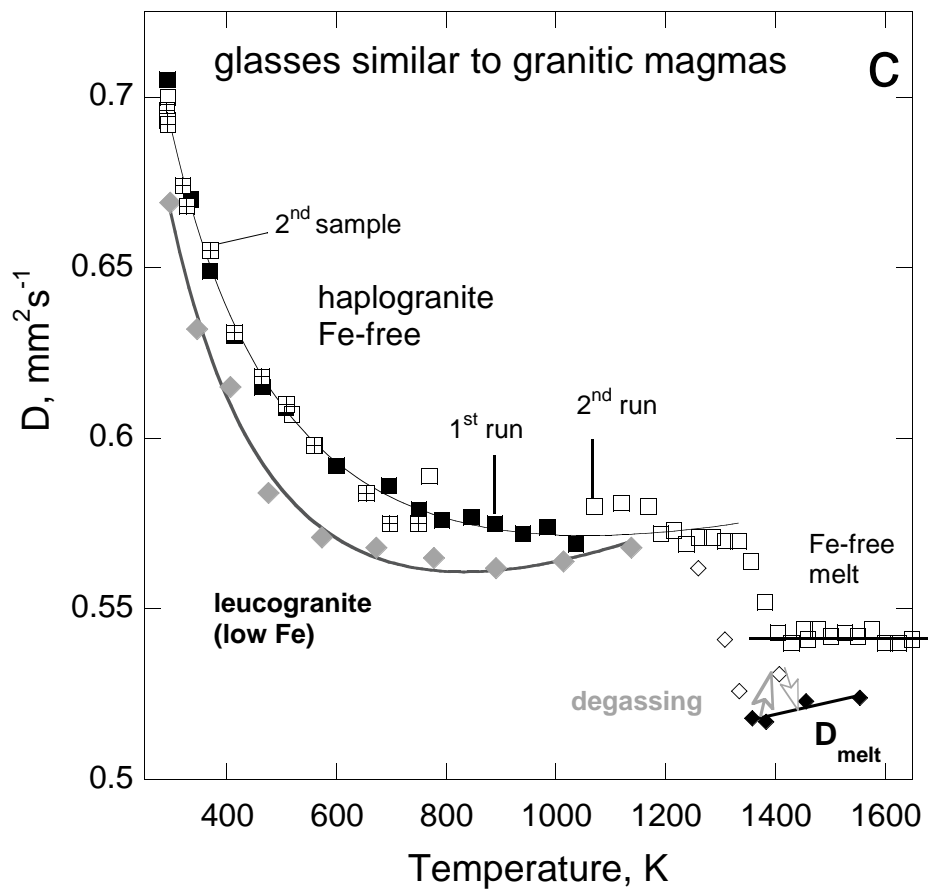 glasses similar to granitic magmas
C
0.7
0.65
0.6
0.55
0.5
D, mm²s⁻¹
2ⁿᵈ sample
haplogranite
Fe-free
1ˢᵗ run
2ⁿᵈ run
leucogranite
(low Fe)
Fe-free
melt
degassing
D melt
400
600
800
1000
1200
1400
1600
Temperature, K